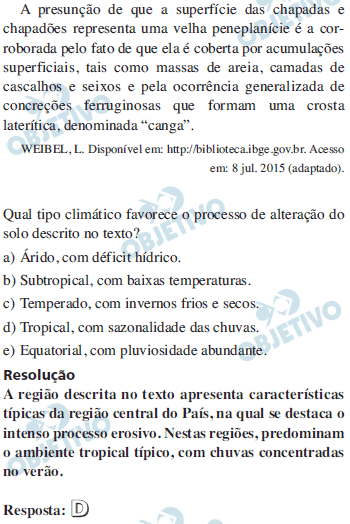 A presunção de que a superfície das chapadas e
chapadões representa uma velha peneplanície é a cor-
roborada pelo fato de que ela é coberta por acumulações
superficiais, tais como massas de areia, camadas de
cascalhos e seixos e pela ocorrência generalizada de
concreções ferruginosas que formam uma crosta
laterítica, denominada “canga”.
WEIBEL, L. Disponível em: http://biblioteca.ibge.gov.br. Acesso
em: 8 jul. 2015 (adaptado).
Qual tipo climático favorece o processo de alteração do
solo descrito no texto?
a) Árido, com déficit hídrico.
b) Subtropical, com baixas temperaturas.
c) Temperado, com invernos frios e secos.
d) Tropical, com sazonalidade das chuvas.
e) Equatorial, com pluviosidade abundante.
Resolução
A região descrita no texto apresenta características
típicas da região central do País, na qual se destaca o
intenso processo erosivo. Nestas regiões, predominam
o ambiente tropical típico, com chuvas concentradas
no verão.
Resposta: D
OBJETIVO
OBJETIVO
OBJETIVO
OBJETIVO
OBJETIVO
OBJETIVO